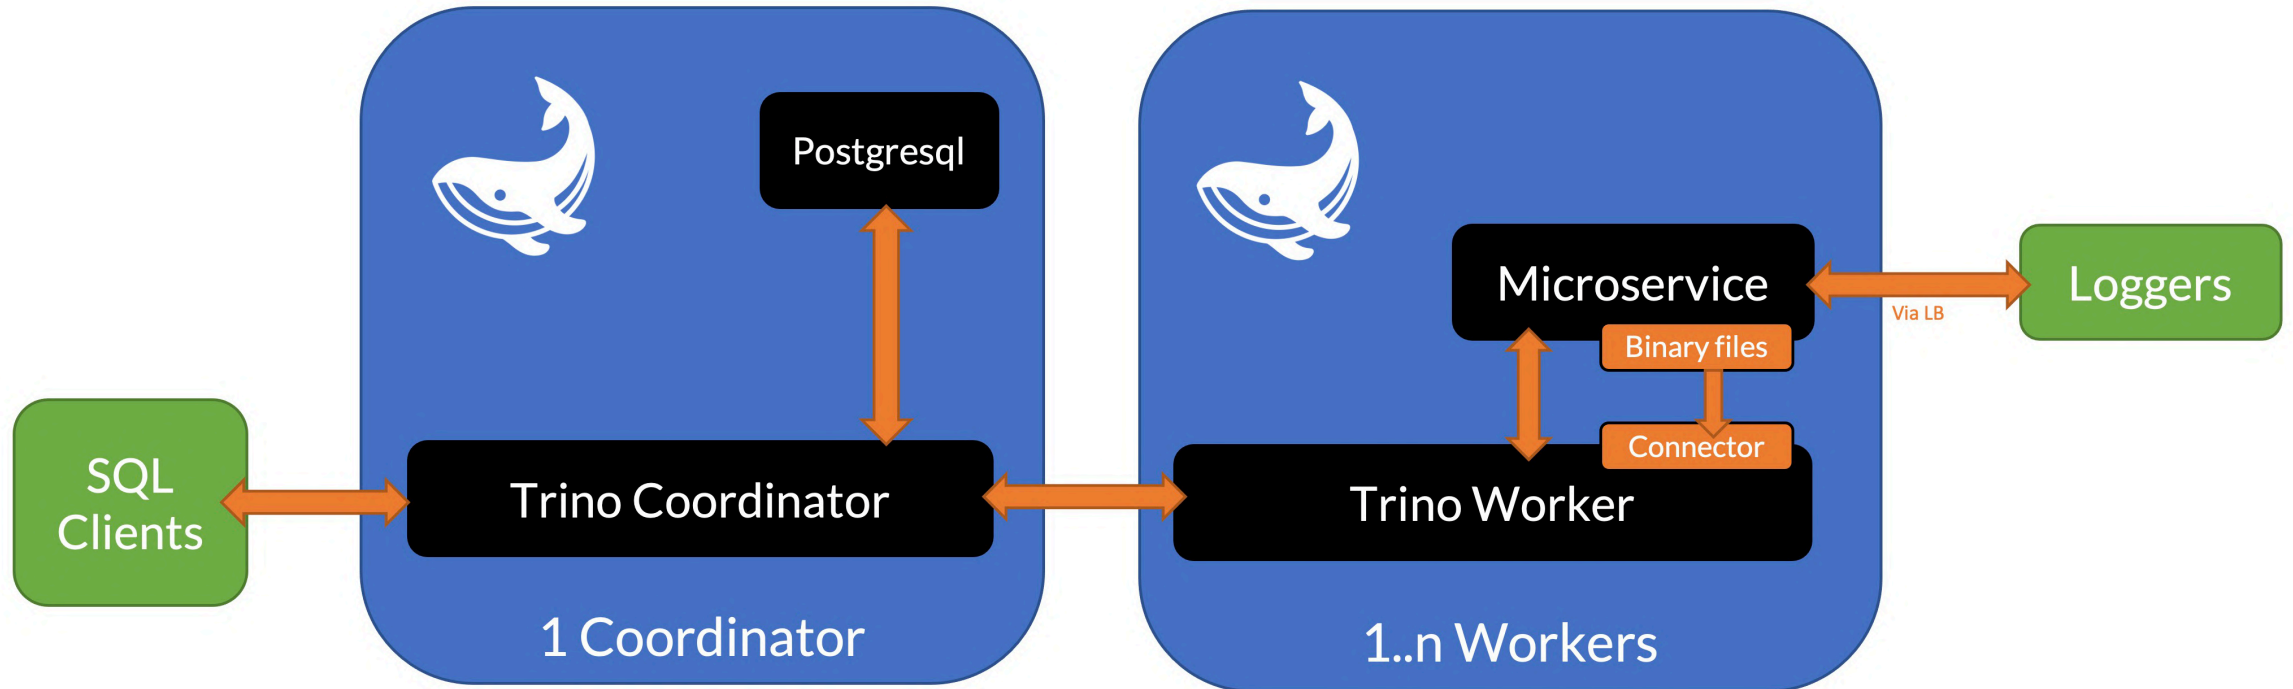 Postgresql
Microservice
Loggers
Via LB
Binary files
Connector
SQL
Clients
Trino Coordinator
Trino Worker
1 Coordinator
1..n Workers